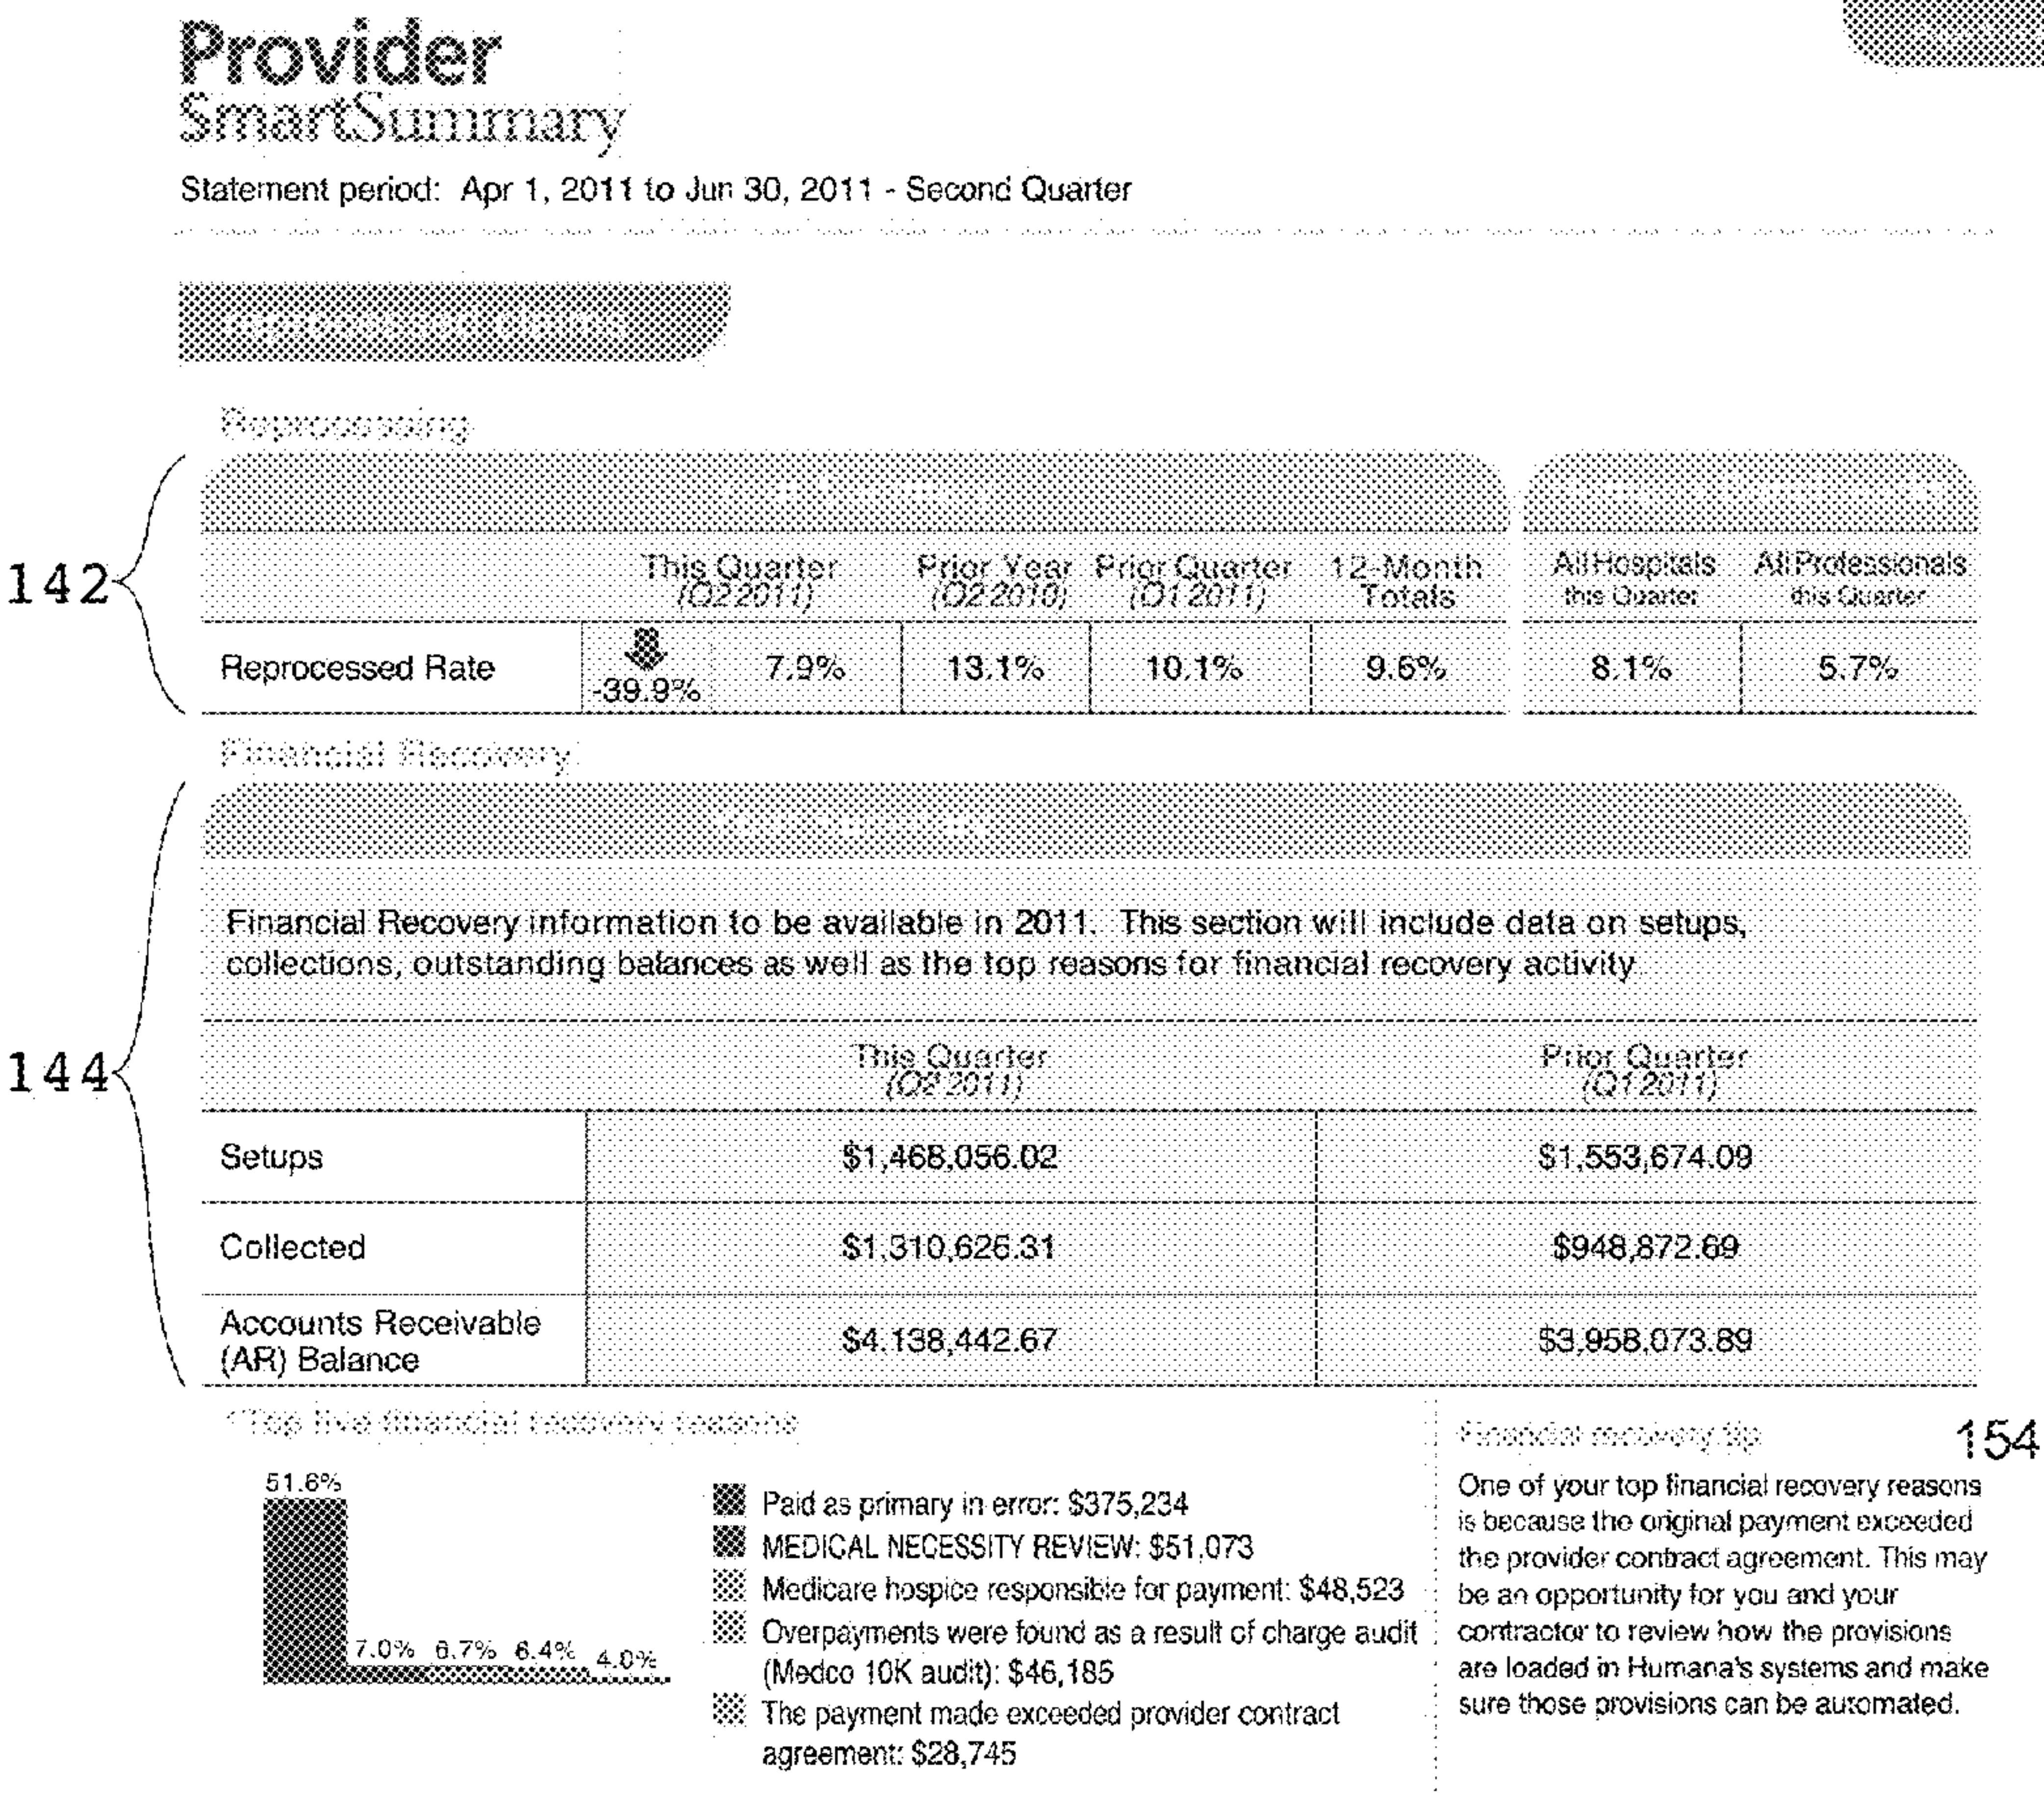 Provider
SmartSummary
Statement period: Apr 1, 2011 to Jun 30, 2011 - Second Quarter
Reprocessing
142
This Quarter Prior Year Prior Quarter 12-Month All Hospitals All Professionals
(Q2 2011) (Q2 2010) (Q1 2011) Totals this Quarter this Quarter
Reprocessed Rate -39.9% 7.9% 13.1% 10.1% 9.6% 8.1% 5.7%
Financial Recovery
144
Financial Recovery information to be available in 2011. This section will include data on setups,
collections, outstanding balances as well as the top reasons for financial recovery activity
This Quarter Prior Quarter
(Q2 2011) (Q1 2011)
Setups $1,468,056.02 $1,553,674.09
Collected $1,310,626.31 $948,872.69
Accounts Receivable
(AR) Balance $4.138,442.67 $3,958.073.89
*Top five financial recovery reasons
51.6%
7.0% 6.7% 6.4% 4.0%
Paid as primary in error: $375,234
MEDICAL NECESSITY REVIEW: $51,073
Medicare hospice responsible for payment: $48,523
Overpayments were found as a result of charge audit
(Medco 10K audit): $46,185
The payment made exceeded provider contract
agreement: $28,745
Financial recovery tip
154
One of your top financial recovery reasons
is because the original payment exceeded
the provider contract agreement. This may
be an opportunity for you and your
contractor to review how the provisions
are loaded in Humana's systems and make
sure those provisions can be automated.